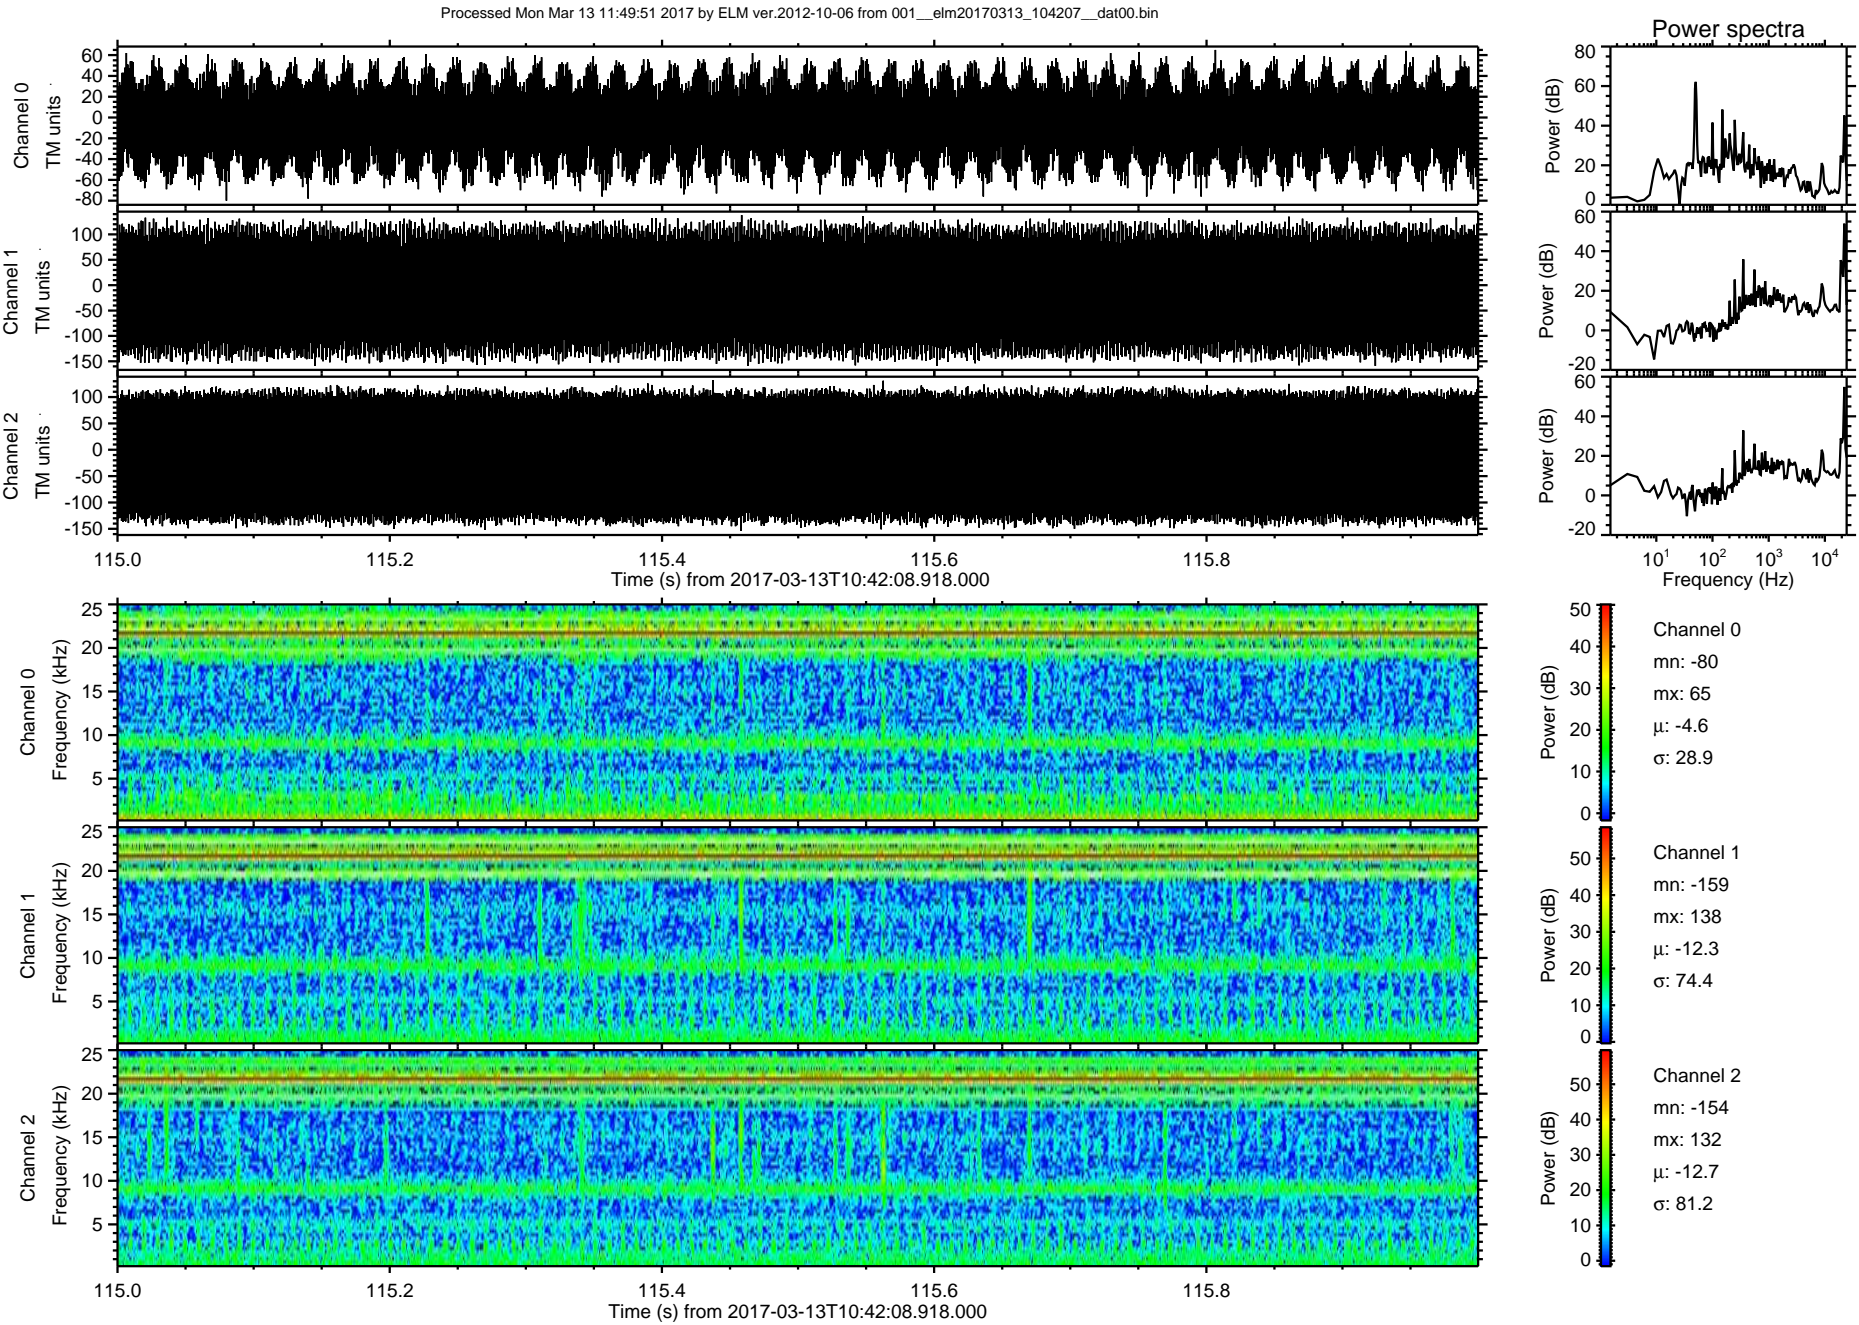 Processed Mon Mar 13 11:49:51 2017 by ELM ver.2012-10-06 from 001__elm20170313_104207__dat00.bin
Power spectra
Channel 0
TM units
60
40
20
0
-20
-40
-60
-80
Power (dB)
80
60
40
20
0
Channel 1
TM units
100
50
0
-50
-100
-150
Power (dB)
60
40
20
0
-20
Channel 2
TM units
100
50
0
-50
-100
-150
Power (dB)
60
40
20
0
-20
115.0 115.2 115.4 115.6 115.8
Time (s) from 2017-03-13T10:42:08.918.000
10¹ 10² 10³ 10⁴
Frequency (Hz)
Channel 0
Frequency (kHz)
25
20
15
10
5
Power (dB)
50
40
30
20
10
0
Channel 0
mn: -80
mx: 65
μ: -4.6
σ: 28.9
Channel 1
Frequency (kHz)
25
20
15
10
5
Power (dB)
50
40
30
20
10
0
Channel 1
mn: -159
mx: 138
μ: -12.3
σ: 74.4
Channel 2
Frequency (kHz)
25
20
15
10
5
Power (dB)
50
40
30
20
10
0
Channel 2
mn: -154
mx: 132
μ: -12.7
σ: 81.2
115.0 115.2 115.4 115.6 115.8
Time (s) from 2017-03-13T10:42:08.918.000